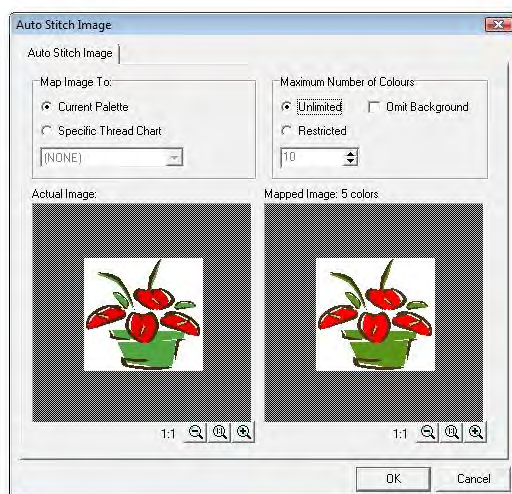 Auto Stitch Image
Auto Stitch Image
Map Image To:
Current Palette
Specific Thread Chart
(NONE)
Maximum Number of Colours
Unlimited
Omit Background
Restricted
10
Actual Image:
Mapped Image: 5 colors
1:1
1:1
OK
Cancel